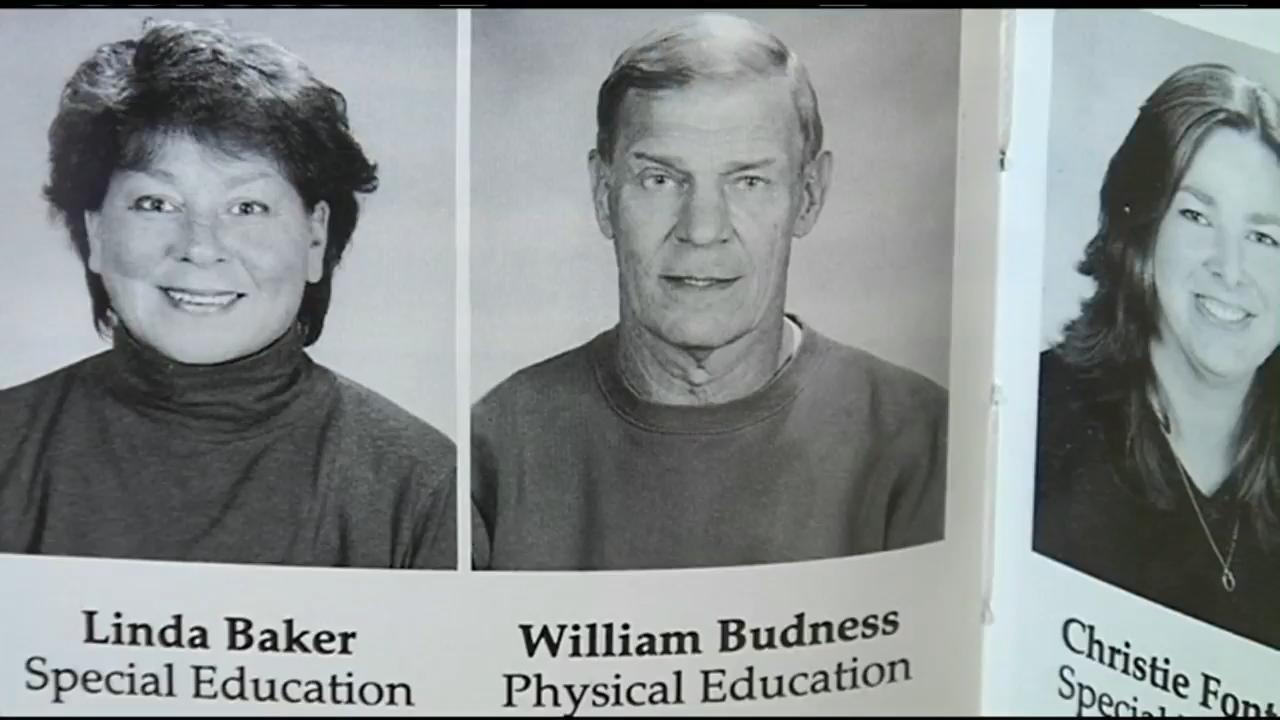 Linda Baker
Special Education
William Budness
Physical Education
Christie